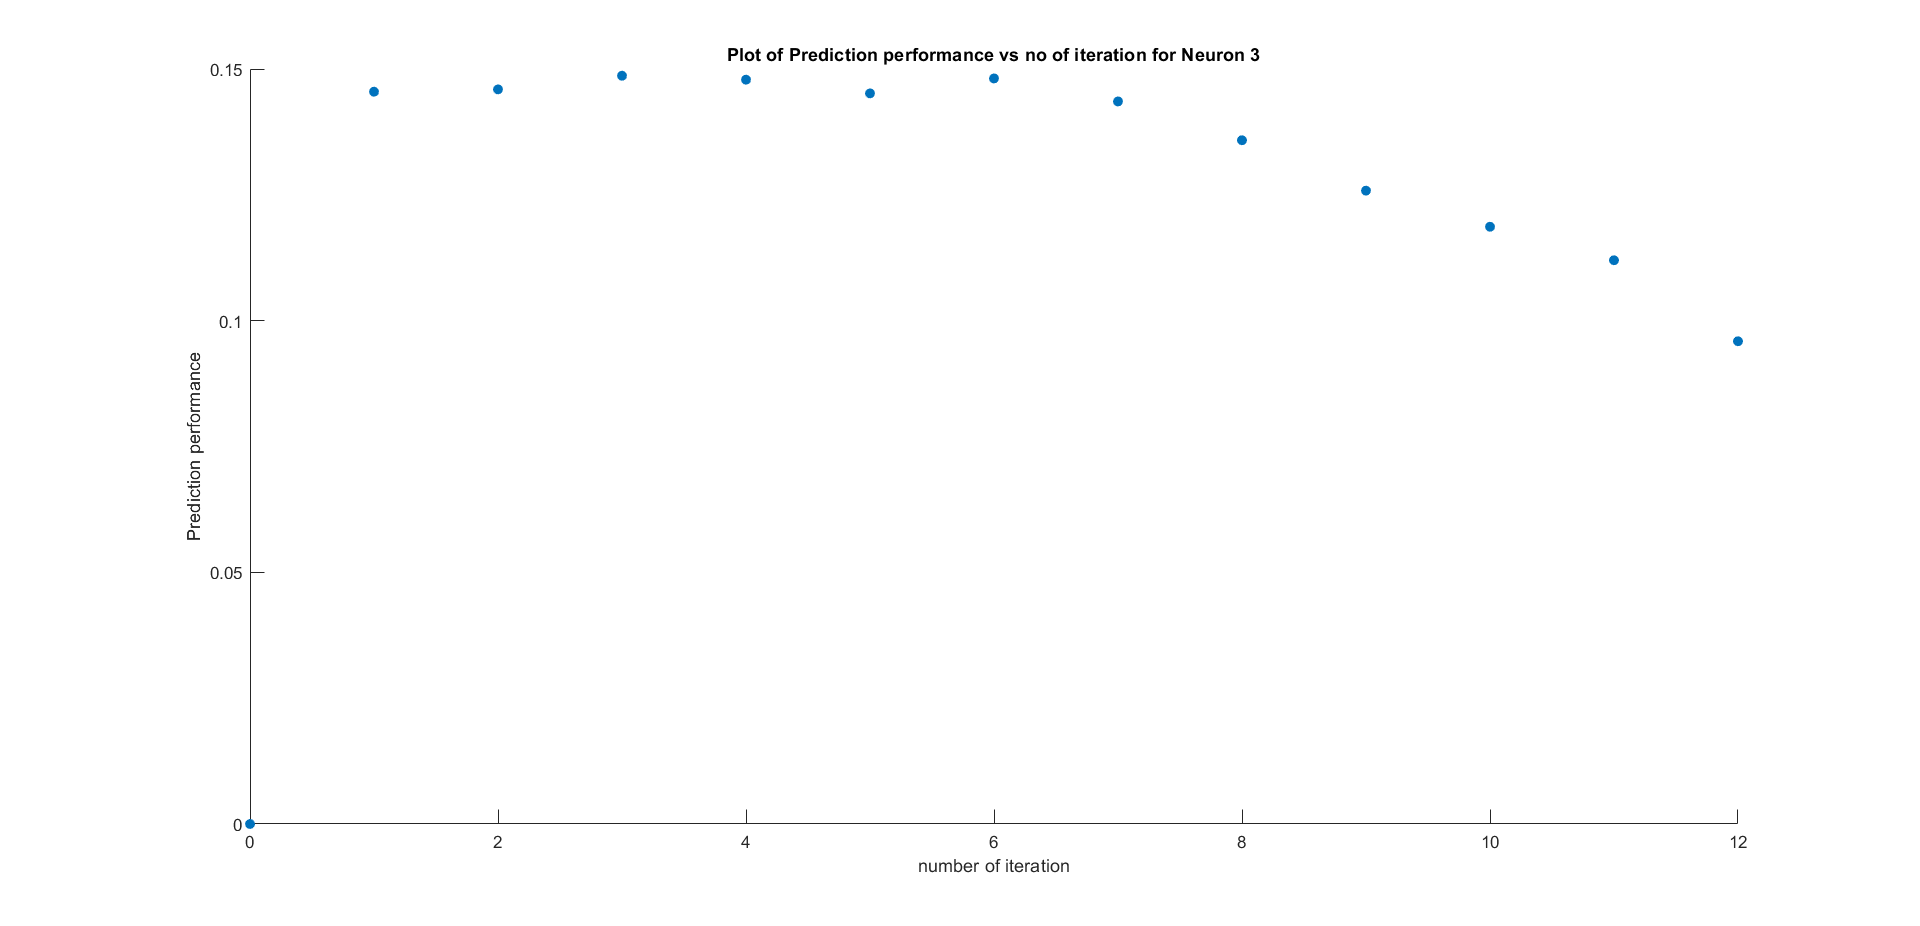 Plot of Prediction performance vs no of iteration for Neuron 3
0.15
0.1
0.05
0
Prediction performance
0 2 4 6 8 10 12
number of iteration